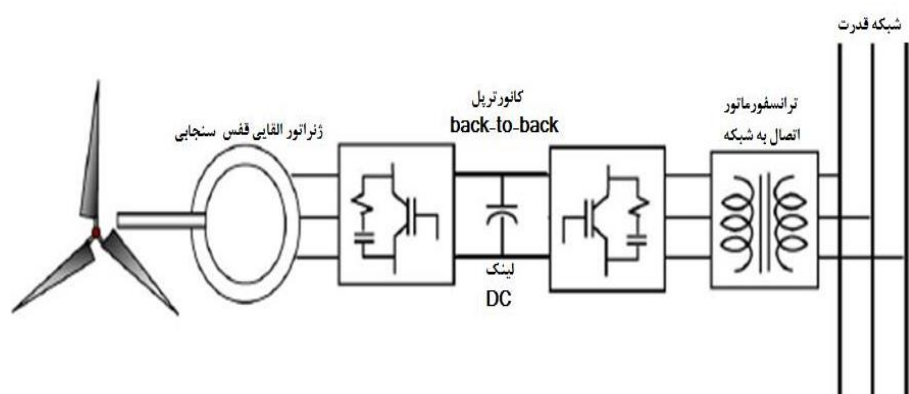 شبکه قدرت
ترانسفورماتور
اتصال به شبکه
کانورترپل
back-to-back
ژنراتور القایی قفس سنجابی
لینک
DC